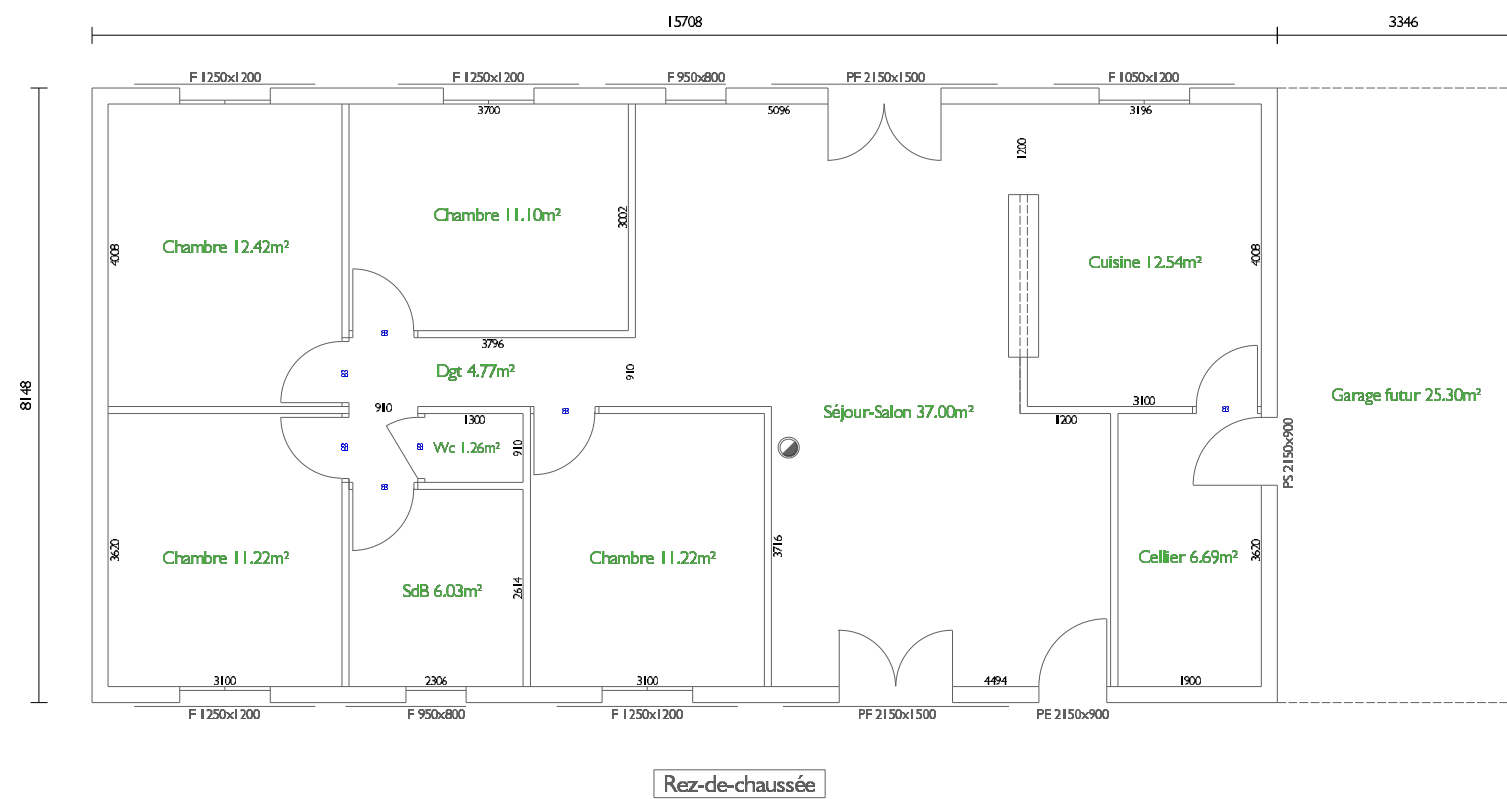 15708
3346
F 1250x1200
F 1250x1200
F 950x800
PF 2150x1500
F 1050x1200
3700
5096
3196
1200
Chambre 11.10m²
3002
Chambre 12.42m²
4008
Cuisine 12.54m²
4008
3796
Dgt 4.77m²
910
8148
Garage futur 25.30m²
910
1300
Séjour-Salon 37.00m²
3100
1200
Wc 1.26m²
910
PS 2150x900
3620
Chambre 11.22m²
SdB 6.03m²
2614
Chambre 11.22m²
3716
Cellier 6.69m²
3620
3100
2306
3100
4494
1900
F 1250x1200
F 950x800
F 1250x1200
PF 2150x1500
PE 2150x900
Rez-de-chaussée